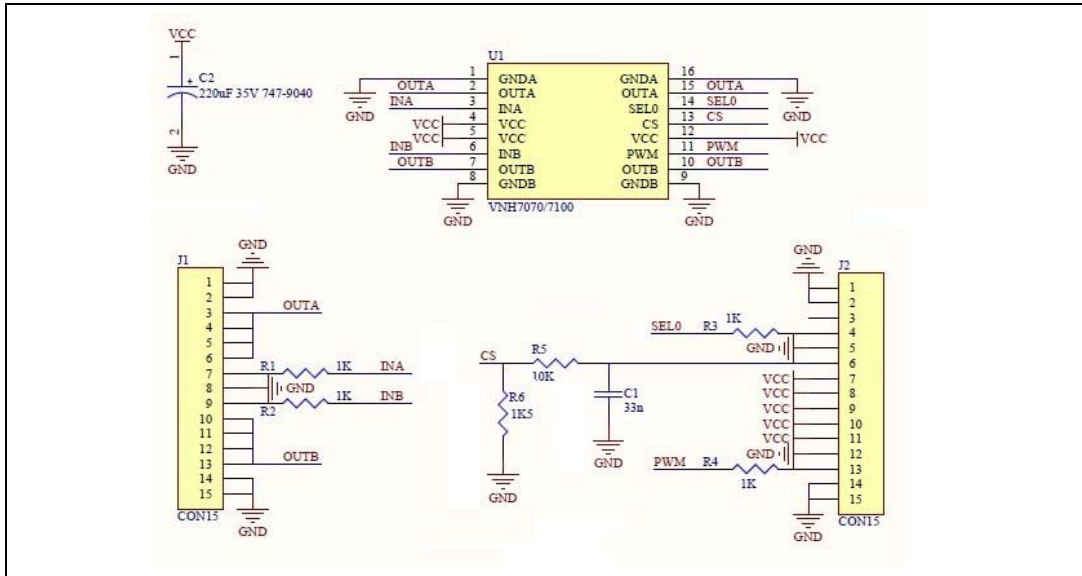 VCC
1
+ C2
220uF 35V 747-9040
2
GND
U1
1 GNDA GNDA 16
OUTA 2 OUTA OUTA 15 OUTA
INA 3 INA SEL0 14 SEL0
GND VCC 4 VCC CS 13 CS GND
VCC 5 VCC VCC 12 VCC
INB 6 INB PWM 11 PWM
OUTB 7 OUTB OUTB 10 OUTB
8 GNDB GNDB 9
GND VNH7070/7100 GND
J1
GND
1
2
3 OUTA
4
5
6
7 R1 1K INA
8 GND
9 R2 1K INB
10
11
12
13 OUTB
14
15
CON15
GND
CS R5
10K
R6
1K5
GND
C1
33n
GND
GND
J2
1
2
3
SEL0 R3 1K 4
GND 5
6
VCC 7
VCC 8
VCC 9
VCC 10
VCC 11
GND 12
PWM R4 1K 13
14
15
GND
CON15